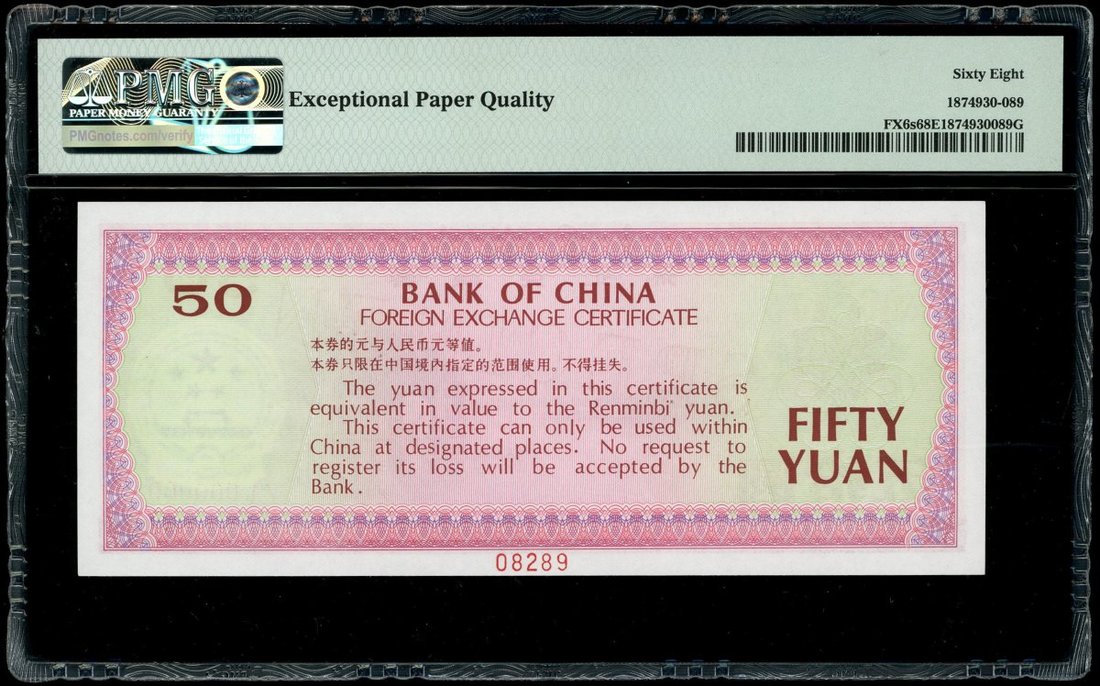 PMG
PAPER MONEY GUARANTY
PMGnotes.com/verify
Exceptional Paper Quality
Sixty Eight
1874930-089
FX6s68E1874930089G
50
BANK OF CHINA
FOREIGN EXCHANGE CERTIFICATE
本券的元与人民币元等値。
本券只限在中国境内指定的范围使用。不得挂失。
The yuan expressed in this certificate is
equivalent in value to the Renminbi yuan.
This certificate can only be used within
China at designated places. No request to
register its loss will be accepted by the
Bank.
FIFTY
YUAN
08289